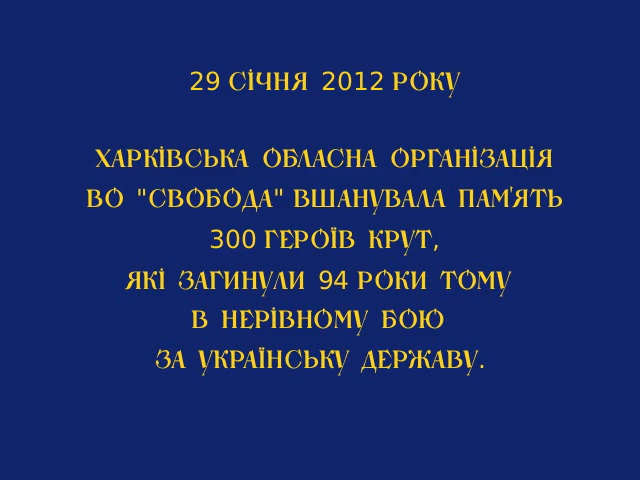 29 СІЧНЯ 2012 РОКУ
ХАРКІВСЬКА ОБЛАСНА ОРГАНІЗАЦІЯ
ВО "СВОБОДА" ВШАНУВАЛА ПАМ'ЯТЬ
300 ГЕРОЇВ КРУТ,
ЯКІ ЗАГИНУЛИ 94 РОКИ ТОМУ
В НЕРІВНОМУ БОЮ
ЗА УКРАЇНСЬКУ ДЕРЖАВУ.